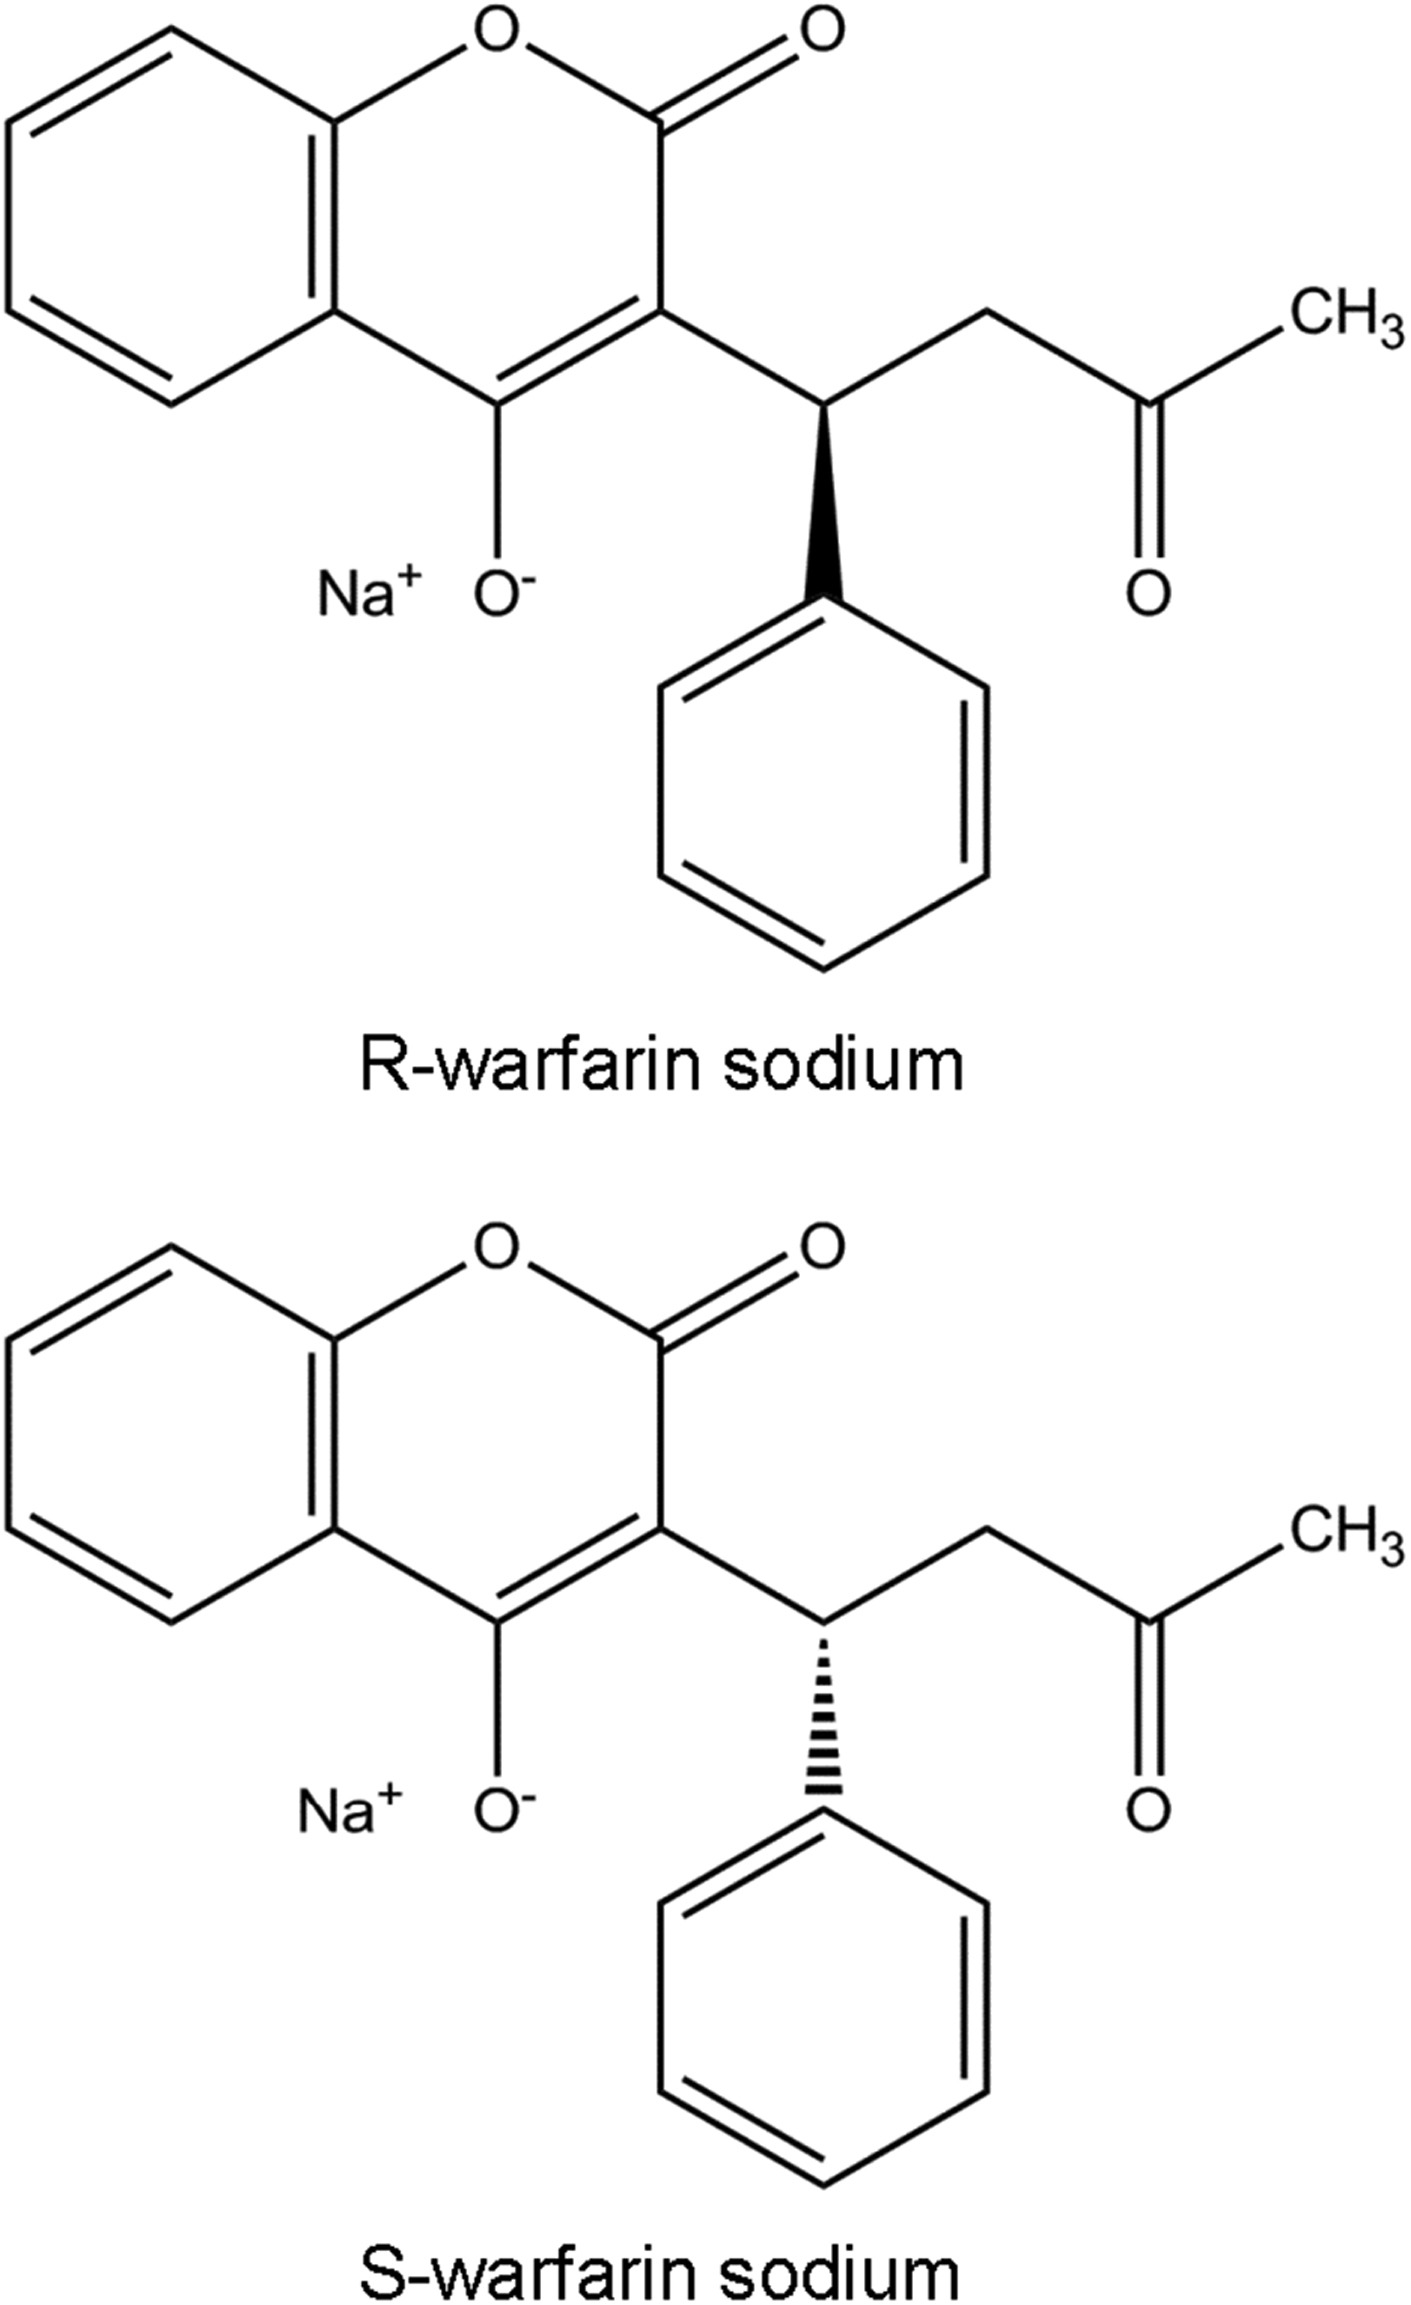 O O
CH₃
Na⁺ O⁻ O
R-warfarin sodium
O O
CH₃
Na⁺ O⁻ O
S-warfarin sodium